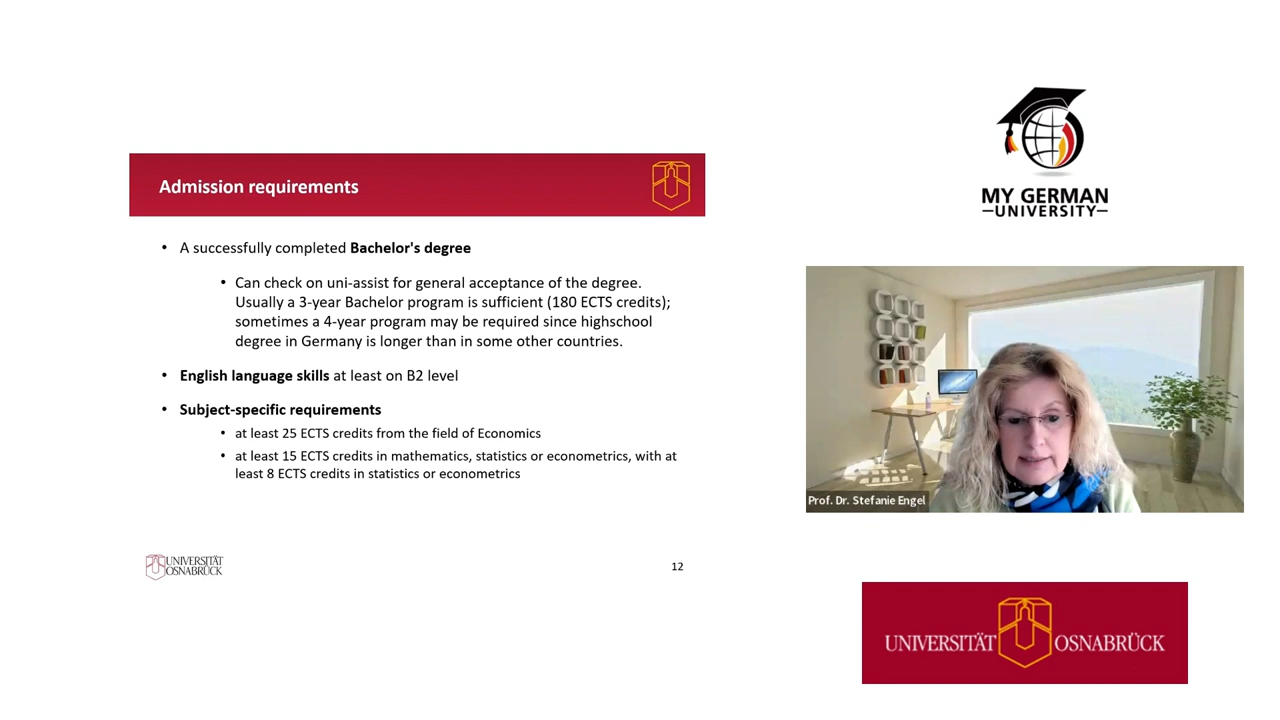 Admission requirements
• A successfully completed Bachelor's degree
• Can check on uni-assist for general acceptance of the degree.
Usually a 3-year Bachelor program is sufficient (180 ECTS credits);
sometimes a 4-year program may be required since highschool
degree in Germany is longer than in some other countries.
• English language skills at least on B2 level
• Subject-specific requirements
• at least 25 ECTS credits from the field of Economics
• at least 15 ECTS credits in mathematics, statistics or econometrics, with at
least 8 ECTS credits in statistics or econometrics
UNIVERSITÄT
OSNABRÜCK
12
MY GERMAN
UNIVERSITY
Prof. Dr. Stefanie Engel
UNIVERSITÄT OSNABRÜCK